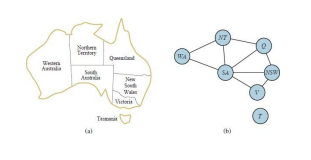 Northern
Territory
Queensland
Western
Australia
South
Australia
New
South
Wales
Victoria
Tasmania
(a)
NT
Q
WA
SA
NSW
V
T
(b)